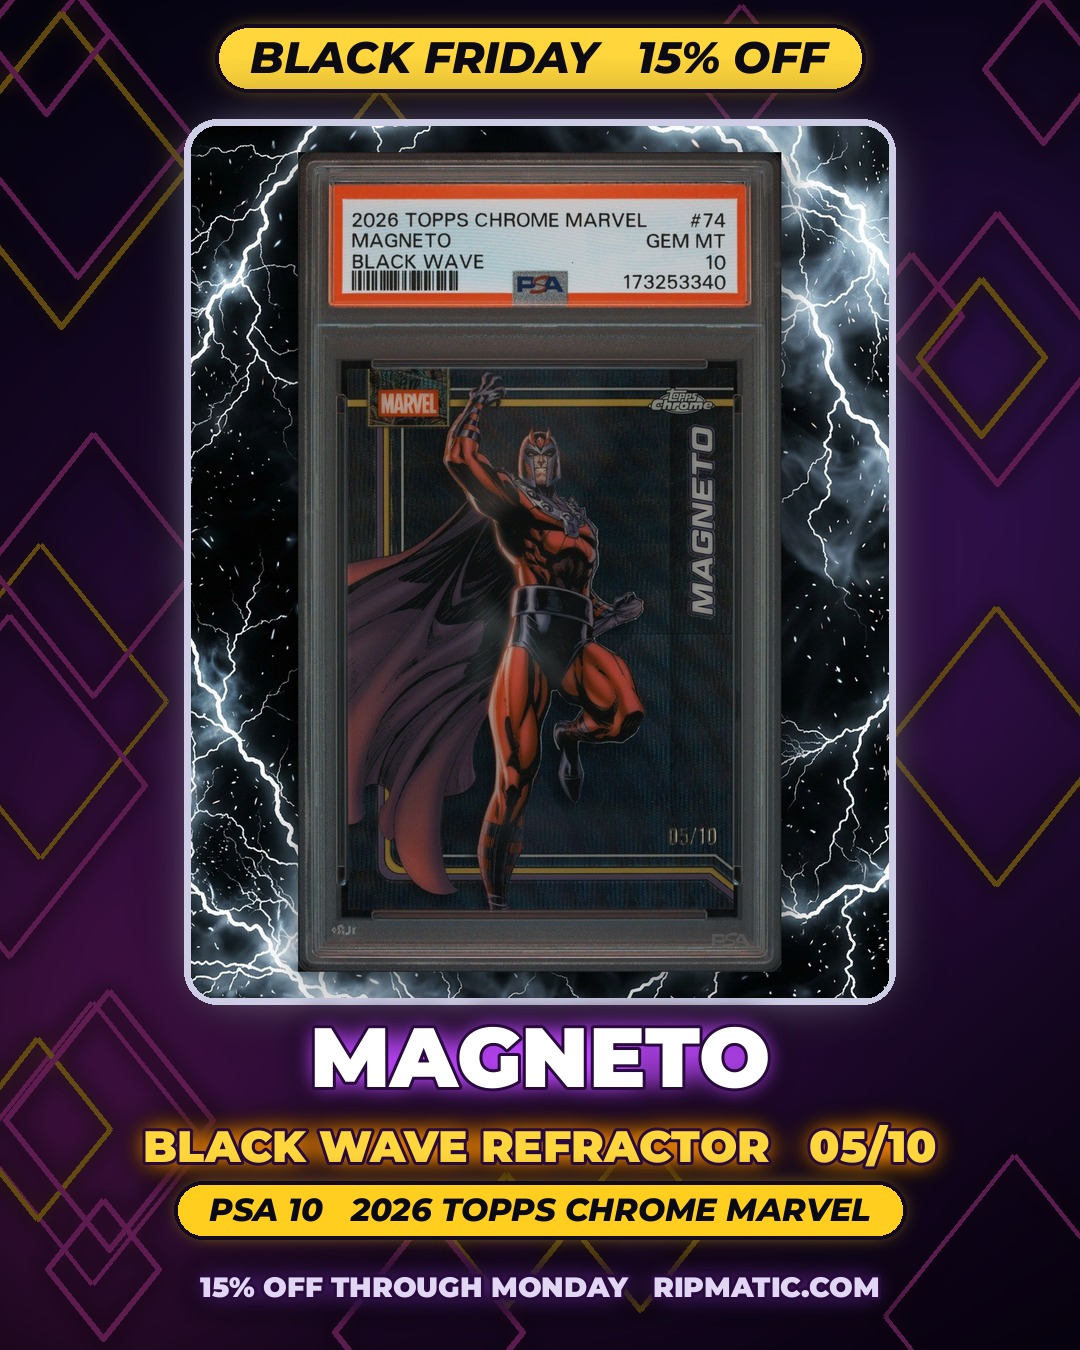 BLACK FRIDAY 15% OFF
2026 TOPPS CHROME MARVEL #74
MAGNETO GEM MT
BLACK WAVE 10
PSA 173253340
MARVEL
Topps Chrome
MAGNETO
05/10
PSA
MAGNETO
BLACK WAVE REFRACTOR 05/10
PSA 10 2026 TOPPS CHROME MARVEL
15% OFF THROUGH MONDAY RIPMATIC.COM